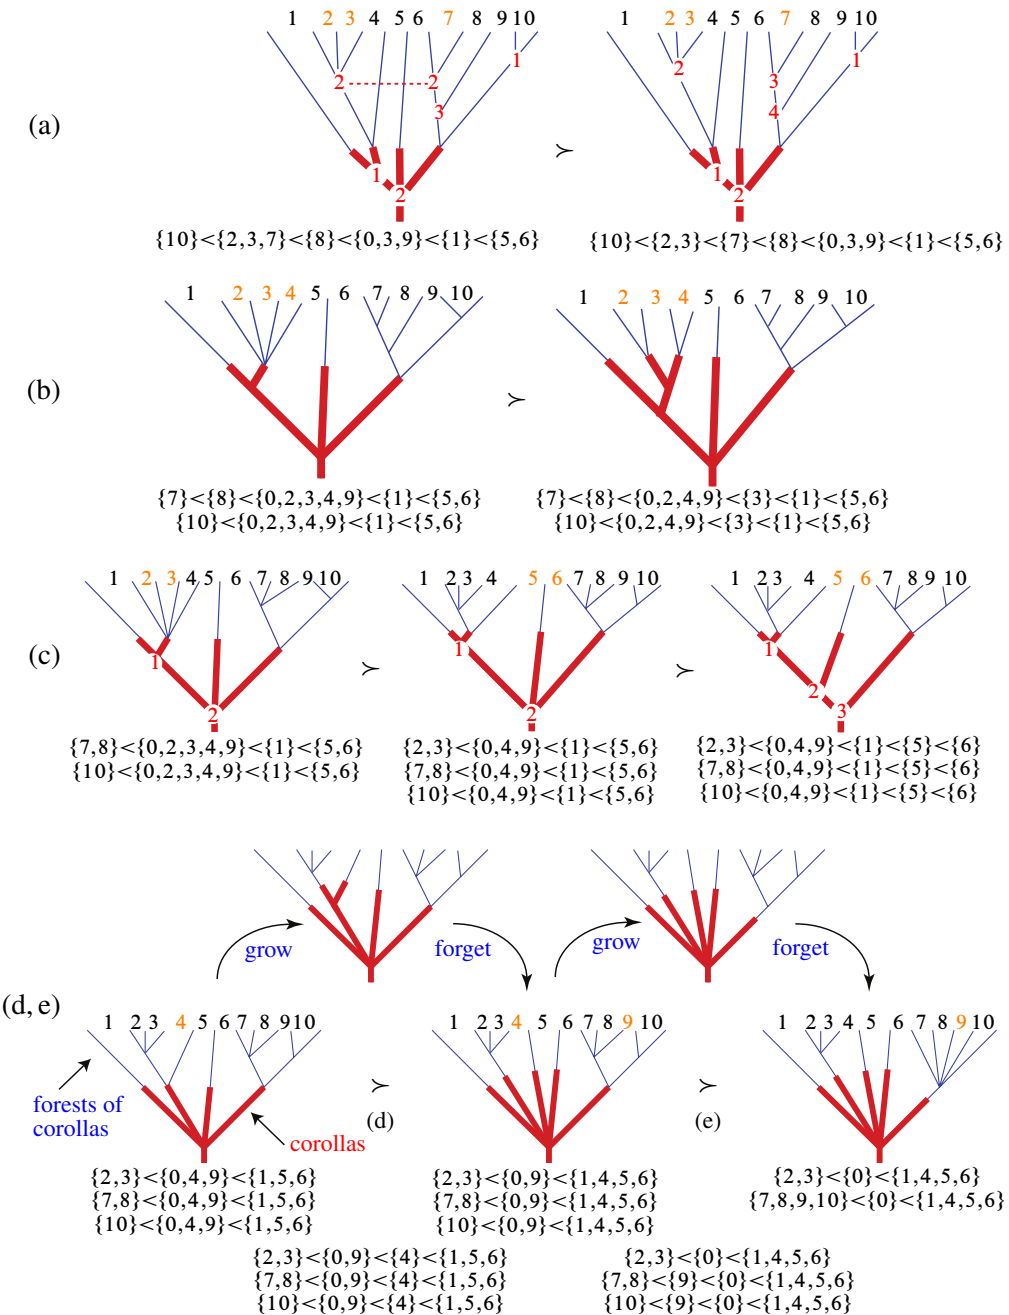 1 2 3 4 5 6 7 8 9 10
1 2 3 4 5 6 7 8 9 10
2 2 1
3
1
2
2 3 1
4
1
2
(a)
≻
{10}<{2,3,7}<{8}<{0,3,9}<{1}<{5,6}
{10}<{2,3}<{7}<{8}<{0,3,9}<{1}<{5,6}
1 2 3 4 5 6 7 8 9 10
1 2 3 4 5 6 7 8 9 10
(b)
≻
{7}<{8}<{0,2,3,4,9}<{1}<{5,6}
{10}<{0,2,3,4,9}<{1}<{5,6}
{7}<{8}<{0,2,4,9}<{3}<{1}<{5,6}
{10}<{0,2,4,9}<{3}<{1}<{5,6}
1 2 3 4 5 6 7 8 9 10
1 2 3 4 5 6 7 8 9 10
1 2 3 4 5 6 7 8 9 10
(c)
1
2
≻
1
2
≻
1
2
3
{7,8}<{0,2,3,4,9}<{1}<{5,6}
{10}<{0,2,3,4,9}<{1}<{5,6}
{2,3}<{0,4,9}<{1}<{5,6}
{7,8}<{0,4,9}<{1}<{5,6}
{10}<{0,4,9}<{1}<{5,6}
{2,3}<{0,4,9}<{1}<{5}<{6}
{7,8}<{0,4,9}<{1}<{5}<{6}
{10}<{0,4,9}<{1}<{5}<{6}
grow
forget
grow
forget
(d, e)
1 2 3 4 5 6 7 8 9 10
1 2 3 4 5 6 7 8 9 10
1 2 3 4 5 6 7 8 9 10
forests of
corollas
corollas
≻
(d)
≻
(e)
{2,3}<{0,4,9}<{1,5,6}
{7,8}<{0,4,9}<{1,5,6}
{10}<{0,4,9}<{1,5,6}
{2,3}<{0,9}<{1,4,5,6}
{7,8}<{0,9}<{1,4,5,6}
{10}<{0,9}<{1,4,5,6}
{2,3}<{0}<{1,4,5,6}
{7,8,9,10}<{0}<{1,4,5,6}
{2,3}<{0,9}<{4}<{1,5,6}
{7,8}<{0,9}<{4}<{1,5,6}
{10}<{0,9}<{4}<{1,5,6}
{2,3}<{0}<{1,4,5,6}
{7,8}<{9}<{0}<{1,4,5,6}
{10}<{9}<{0}<{1,4,5,6}